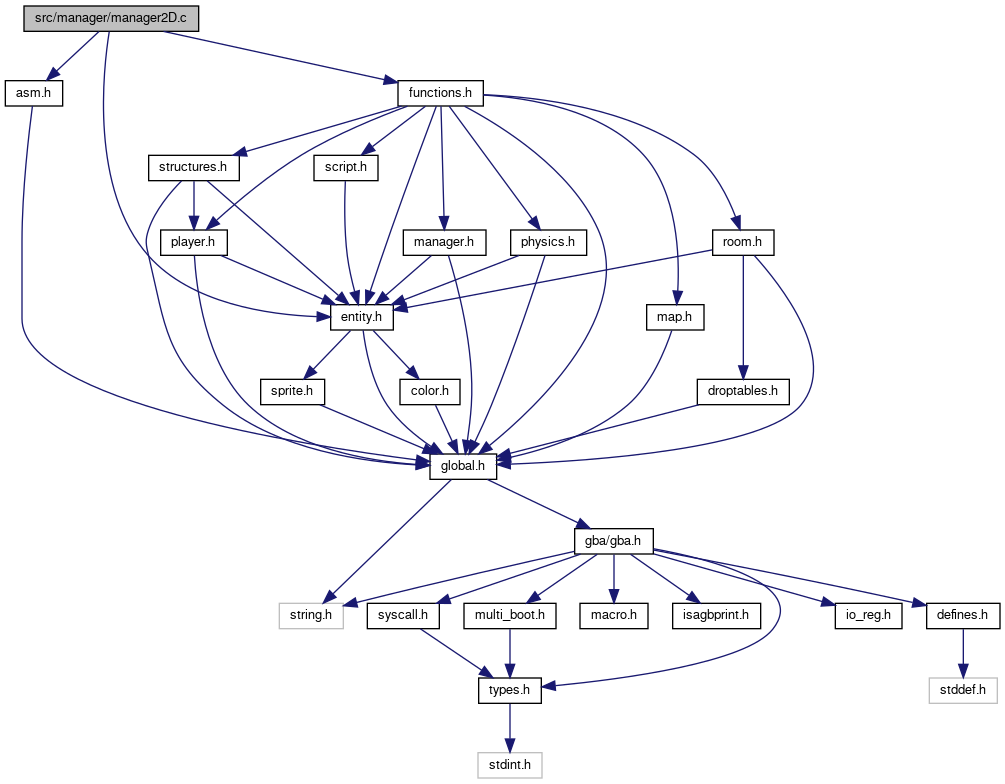 src/manager/manager2D.c
asm.h
functions.h
structures.h
script.h
player.h
manager.h
physics.h
room.h
entity.h
map.h
sprite.h
color.h
droptables.h
global.h
gba/gba.h
string.h
syscall.h
multi_boot.h
macro.h
isagbprint.h
io_reg.h
defines.h
types.h
stddef.h
stdint.h